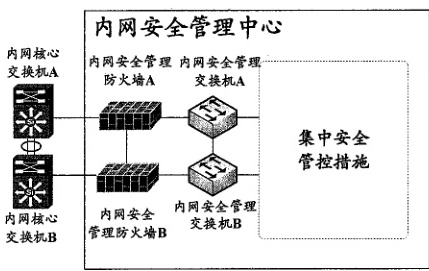 内网安全管理中心
内网核心
交换机A
内网安全管理
防火墙A
内网安全管理
交换机A
集中安全
管控措施
内网核心
交换机B
内网安全
管理防火墙B
内网安全管理
交换机B